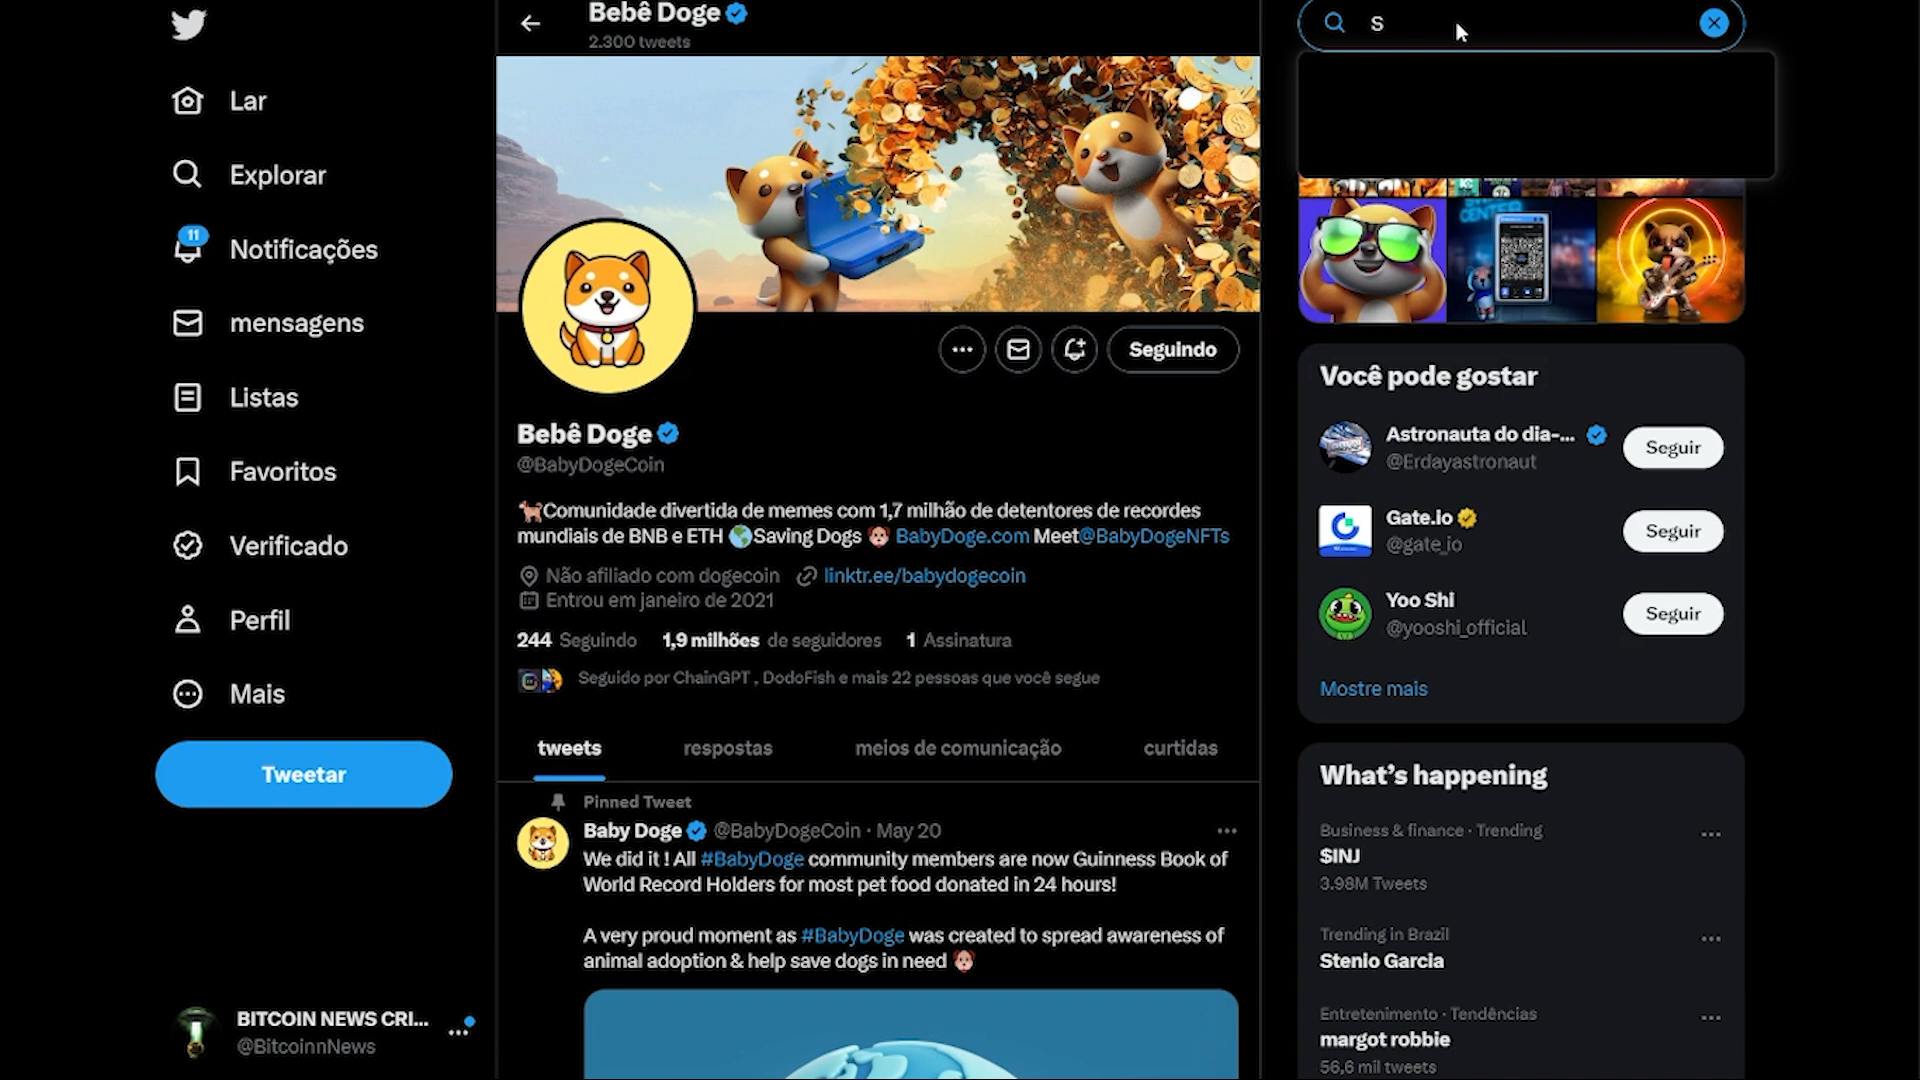 Lar
Explorar
11
Notificações
mensagens
Listas
Favoritos
Verificado
Perfil
Mais
Tweetar
BITCOIN NEWS CRI...
@BitcoinnNews
Bebê Doge
2.300 tweets
Seguindo
Bebê Doge
@BabyDogeCoin
Comunidade divertida de memes com 1,7 milhão de detentores de recordes
mundiais de BNB e ETH Saving Dogs BabyDoge.com Meet@BabyDogeNFTs
Não afiliado com dogecoin linktr.ee/babydogecoin
Entrou em janeiro de 2021
244 Seguindo 1,9 milhões de seguidores 1 Assinatura
Seguido por ChainGPT , DodoFish e mais 22 pessoas que você segue
tweets respostas meios de comunicação curtidas
Pinned Tweet
Baby Doge @BabyDogeCoin · May 20
We did it ! All #BabyDoge community members are now Guinness Book of
World Record Holders for most pet food donated in 24 hours!
A very proud moment as #BabyDoge was created to spread awareness of
animal adoption & help save dogs in need
S
CENTER
Você pode gostar
Astronauta do dia-...
@Erdayastronaut
Seguir
Gate.io
@gate_io
Seguir
Yoo Shi
@yooshi_official
Seguir
Mostre mais
What's happening
Business & finance · Trending
$INJ
3.98M Tweets
Trending in Brazil
Stenio Garcia
Entretenimento · Tendências
margot robbie
56,6 mil tweets